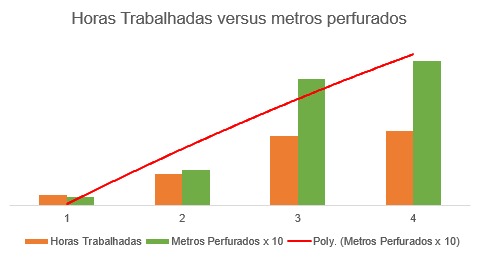 Horas Trabalhadas versus metros perfurados
1 2 3 4
Horas Trabalhadas Metros Perfurados x 10 Poly. (Metros Perfurados x 10)